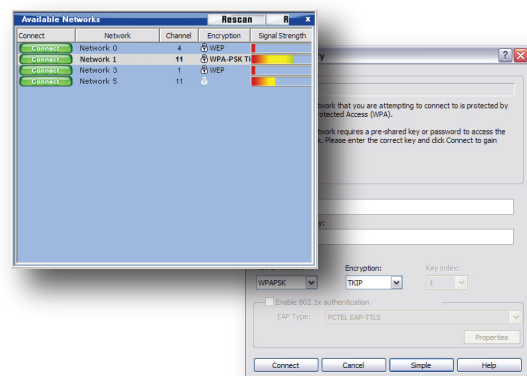 Available Networks Rescan R x
Connect Network Channel Encryption Signal Strength
Connect Network 0 4 WEP
Connect Network 1 11 WPA-PSK TI
Connect Network 3 1 WEP
Connect Network 5 11
y ? X
twork that you are attempting to connect to is protected by
otected Access (WPA).
twork requires a pre-shared key or password to access the
k. Please enter the correct key and click Connect to gain
y:
Encryption: Key Index:
WPAPSK TKIP 1
Enable 802.1x authentication
EAP Type: PCTEL EAP-TTLS
Properties
Connect Cancel Simple Help